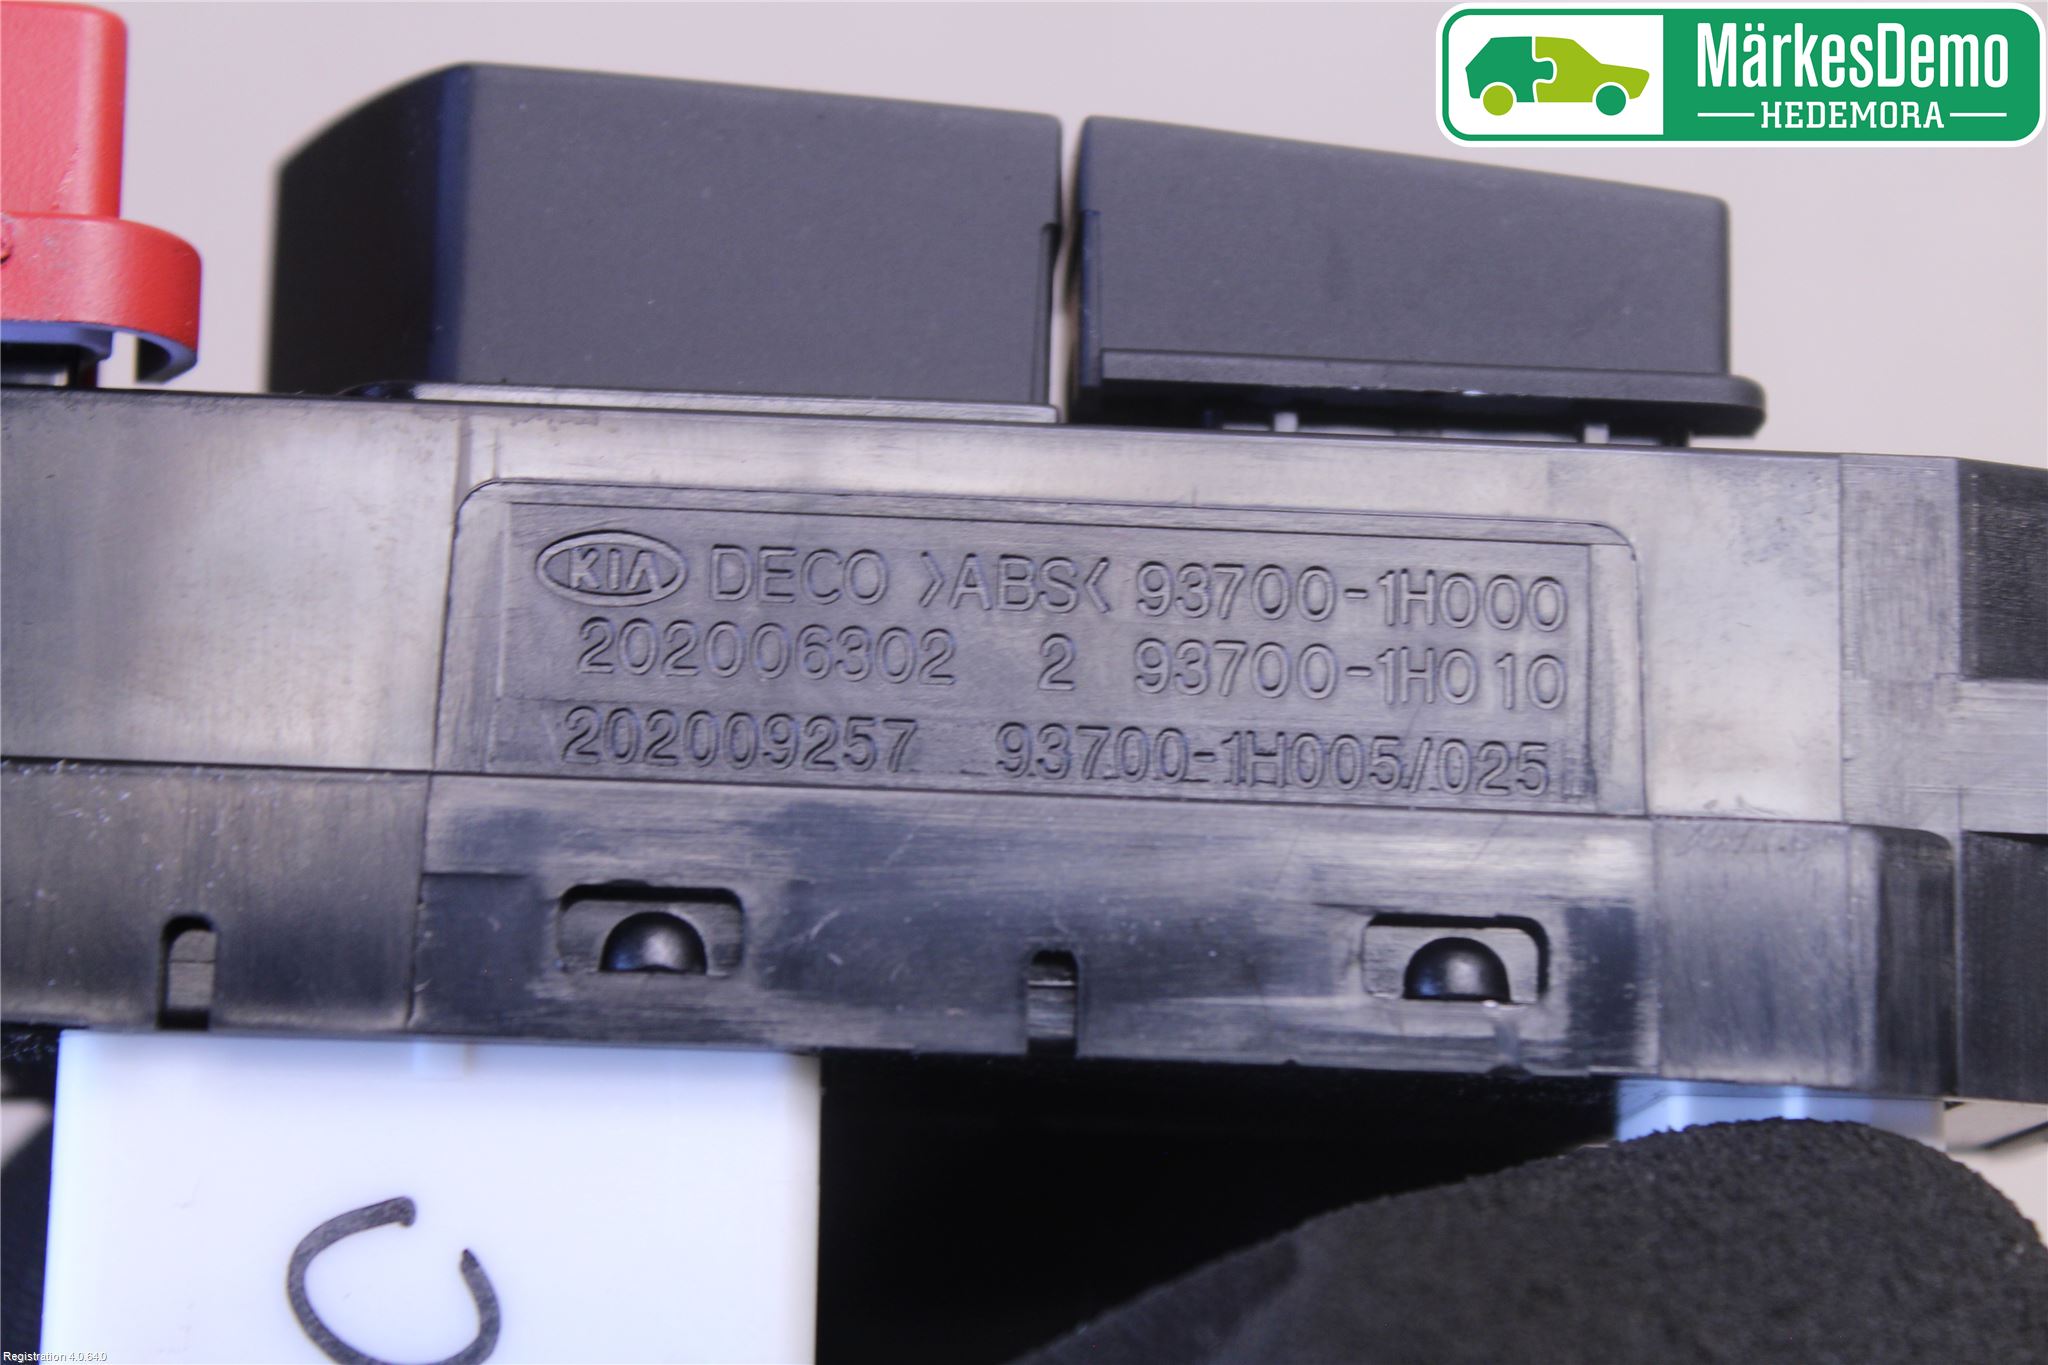 MärkesDemo
HEDEMORA
KIA DECO >ABS< 93700-1H000
202006302 2 93700-1H010
202009257 93700-1H005/025
C
Registration 4.0.64.0